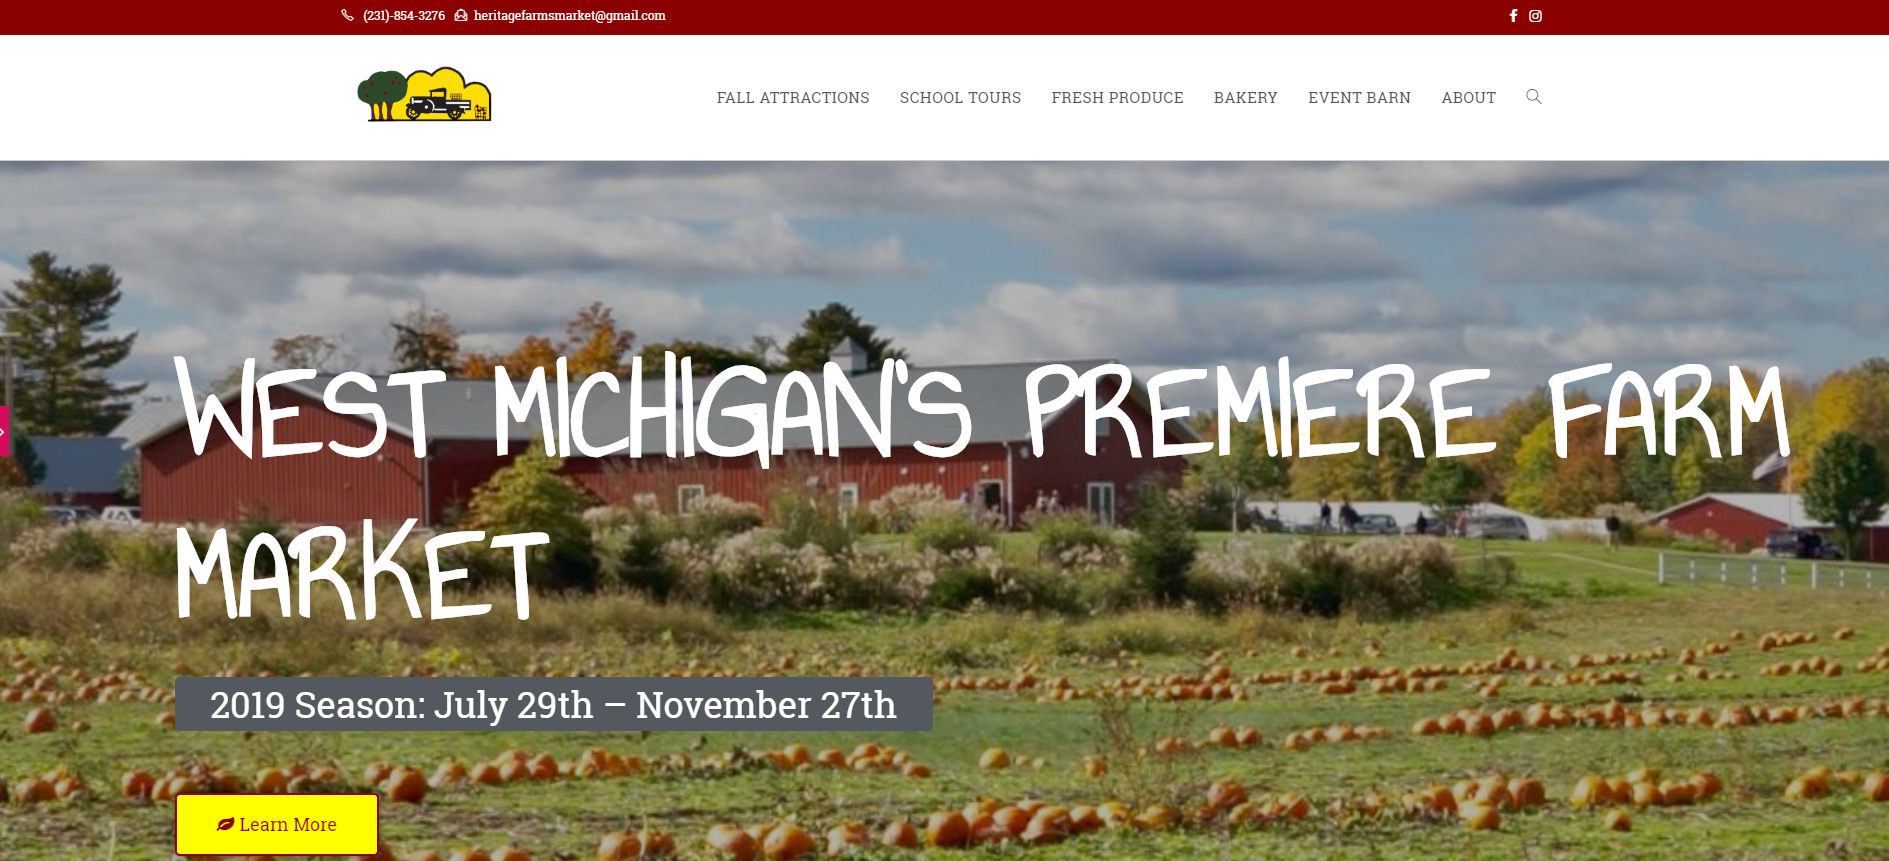 (231)-854-3276 heritagefarmsmarket@gmail.com
FALL ATTRACTIONS SCHOOL TOURS FRESH PRODUCE BAKERY EVENT BARN ABOUT
WEST MICHIGAN'S PREMIERE FARM
MARKET
2019 Season: July 29th – November 27th
Learn More